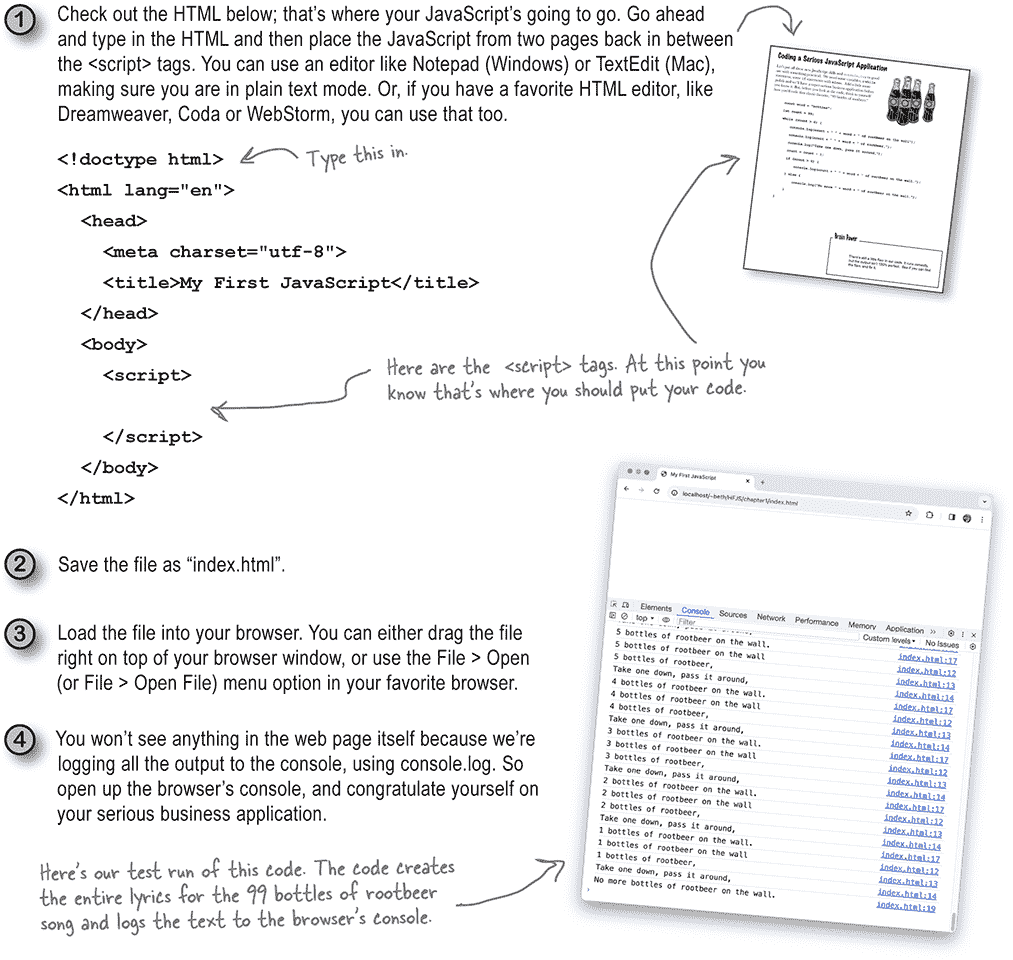 1
Check out the HTML below; that’s where your JavaScript’s going to go. Go ahead
and type in the HTML and then place the JavaScript from two pages back in between
the <script> tags. You can use an editor like Notepad (Windows) or TextEdit (Mac),
making sure you are in plain text mode. Or, if you have a favorite HTML editor, like
Dreamweaver, Coda or WebStorm, you can use that too.
Coding a Serious JavaScript Application
Brain Power
<!doctype html>
Type this in.
<html lang="en">
<head>
<meta charset="utf-8">
<title>My First JavaScript</title>
</head>
<body>
<script>
Here are the <script> tags. At this point you
know that’s where you should put your code.
</script>
</body>
</html>
2
Save the file as “index.html”.
3
Load the file into your browser. You can either drag the file
right on top of your browser window, or use the File > Open
(or File > Open File) menu option in your favorite browser.
4
You won’t see anything in the web page itself because we’re
logging all the output to the console, using console.log. So
open up the browser’s console, and congratulate yourself on
your serious business application.
Here’s our test run of this code. The code creates
the entire lyrics for the 99 bottles of rootbeer
song and logs the text to the browser’s console.
My First JavaScript
localhost/~beth/HFJS/chapter1/index.html
Elements Console Sources Network Performance Memory Application
top Filter Custom levels No Issues
5 bottles of rootbeer on the wall. index.html:17
5 bottles of rootbeer on the wall index.html:12
5 bottles of rootbeer, index.html:13
Take one down, pass it around, index.html:14
4 bottles of rootbeer on the wall. index.html:17
4 bottles of rootbeer on the wall index.html:12
4 bottles of rootbeer, index.html:13
Take one down, pass it around, index.html:14
3 bottles of rootbeer on the wall. index.html:17
3 bottles of rootbeer on the wall index.html:12
3 bottles of rootbeer, index.html:13
Take one down, pass it around, index.html:14
2 bottles of rootbeer on the wall. index.html:17
2 bottles of rootbeer on the wall index.html:12
2 bottles of rootbeer, index.html:13
Take one down, pass it around, index.html:14
1 bottles of rootbeer on the wall. index.html:17
1 bottles of rootbeer on the wall index.html:12
1 bottles of rootbeer, index.html:13
Take one down, pass it around, index.html:14
No more bottles of rootbeer on the wall. index.html:19